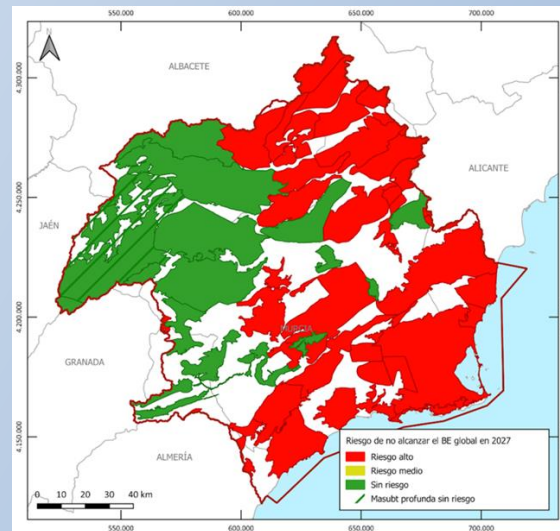 550.000 600.000 650.000 700.000
N
ALBACETE
4.300.000
ALICANTE
4.250.000
JAÉN
4.200.000
MURCIA
GRANADA
4.150.000
ALMERÍA
Riesgo de no alcanzar el BE global en 2027
Riesgo alto
Riesgo medio
Sin riesgo
Masubt profunda sin riesgo
0 10 20 30 40 km
550.000 600.000 650.000 700.000